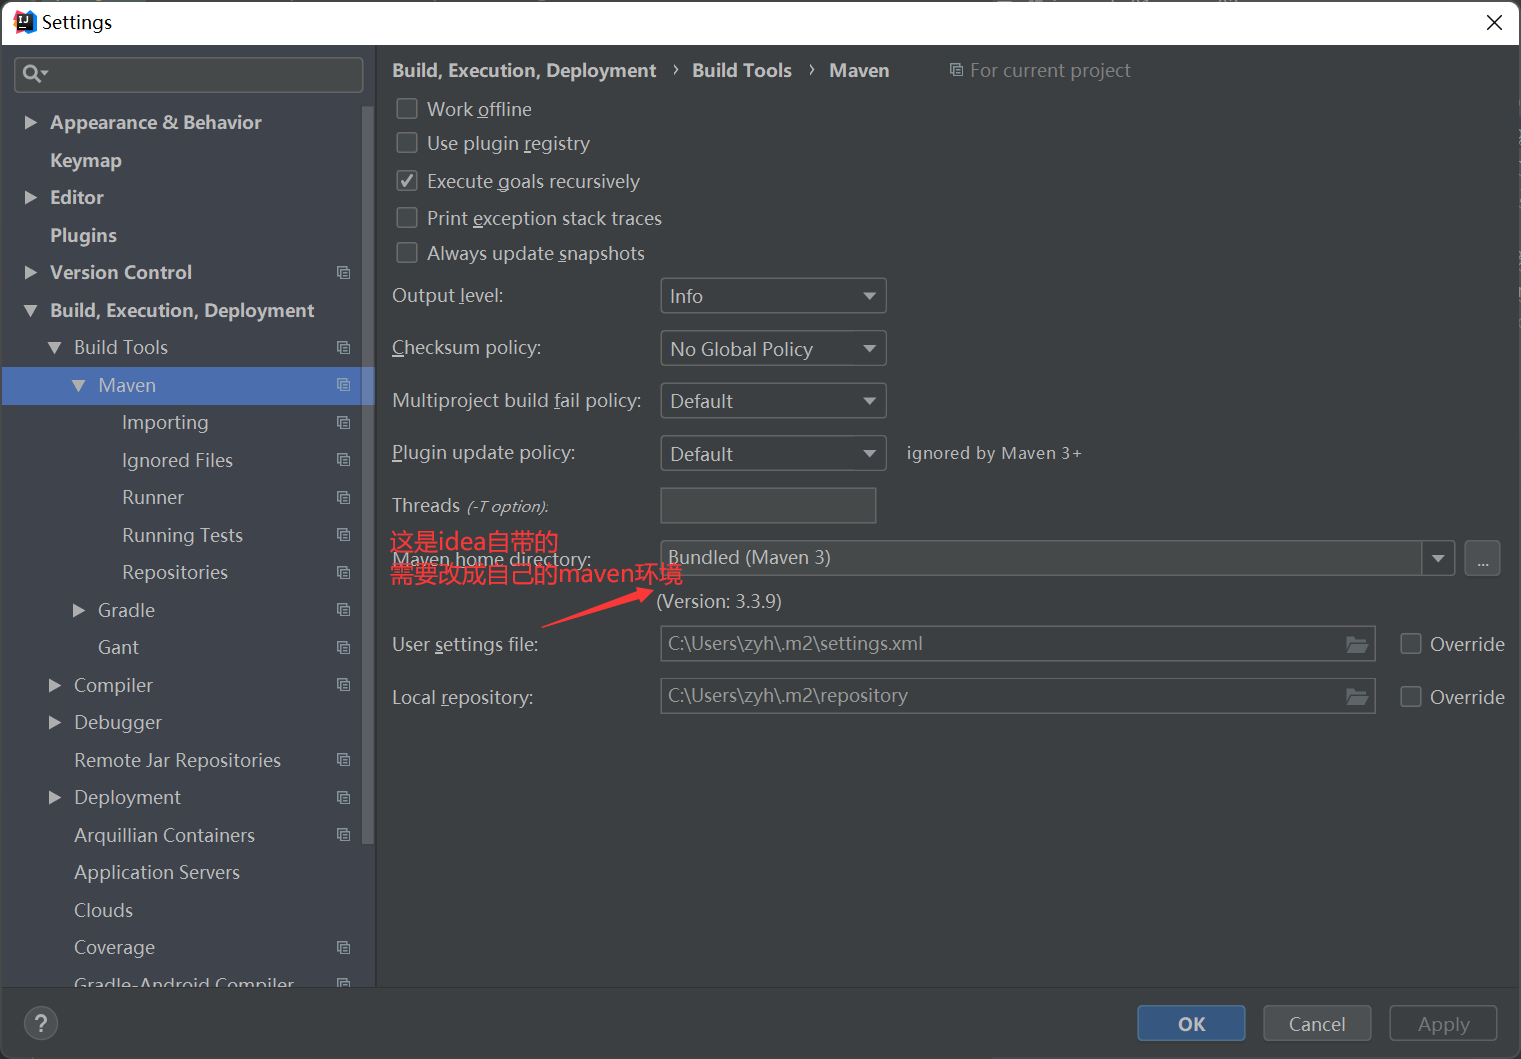 Settings
Appearance & Behavior
Keymap
Editor
Plugins
Version Control
Build, Execution, Deployment
Build Tools
Maven
Importing
Ignored Files
Runner
Running Tests
Repositories
Gradle
Gant
Compiler
Debugger
Remote Jar Repositories
Deployment
Arquillian Containers
Application Servers
Clouds
Coverage
Gradle-Android Compiler
Build, Execution, Deployment › Build Tools › Maven For current project
Work offline
Use plugin registry
Execute goals recursively
Print exception stack traces
Always update snapshots
Output level: Info
Checksum policy: No Global Policy
Multiproject build fail policy: Default
Plugin update policy: Default ignored by Maven 3+
Threads (-T option):
这是idea自带的
Maven home directory: Bundled (Maven 3) ...
需要改成自己的maven环境
(Version: 3.3.9)
User settings file: C:\Users\zyh\.m2\settings.xml Override
Local repository: C:\Users\zyh\.m2\repository Override
? OK Cancel Apply